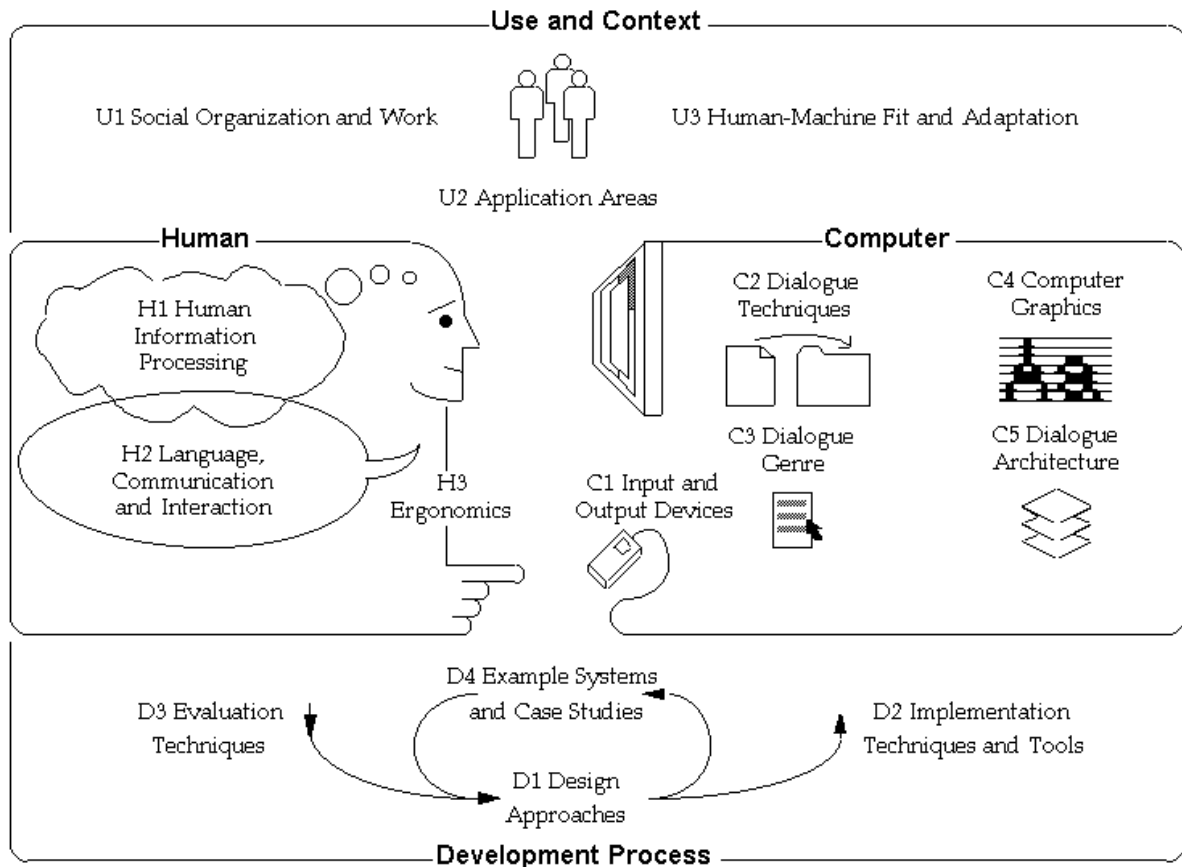 Use and Context
U1 Social Organization and Work
U3 Human-Machine Fit and Adaptation
U2 Application Areas
Human
H1 Human
Information
Processing
H2 Language,
Communication
and Interaction
H3
Ergonomics
Computer
C1 Input and
Output Devices
C2 Dialogue
Techniques
C4 Computer
Graphics
C3 Dialogue
Genre
C5 Dialogue
Architecture
D3 Evaluation
Techniques
D4 Example Systems
and Case Studies
D1 Design
Approaches
D2 Implementation
Techniques and Tools
Development Process